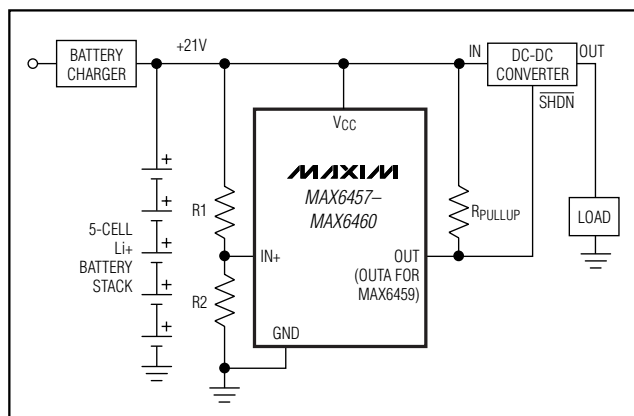 BATTERY
CHARGER
+21V
IN
DC-DC
CONVERTER
OUT
SHDN
VCC
MAXIM
MAX6457–
MAX6460
R1
RPULLUP
LOAD
5-CELL
Li+
BATTERY
STACK
+
+
+
+
+
IN+
OUT
(OUTA FOR
MAX6459)
R2
GND